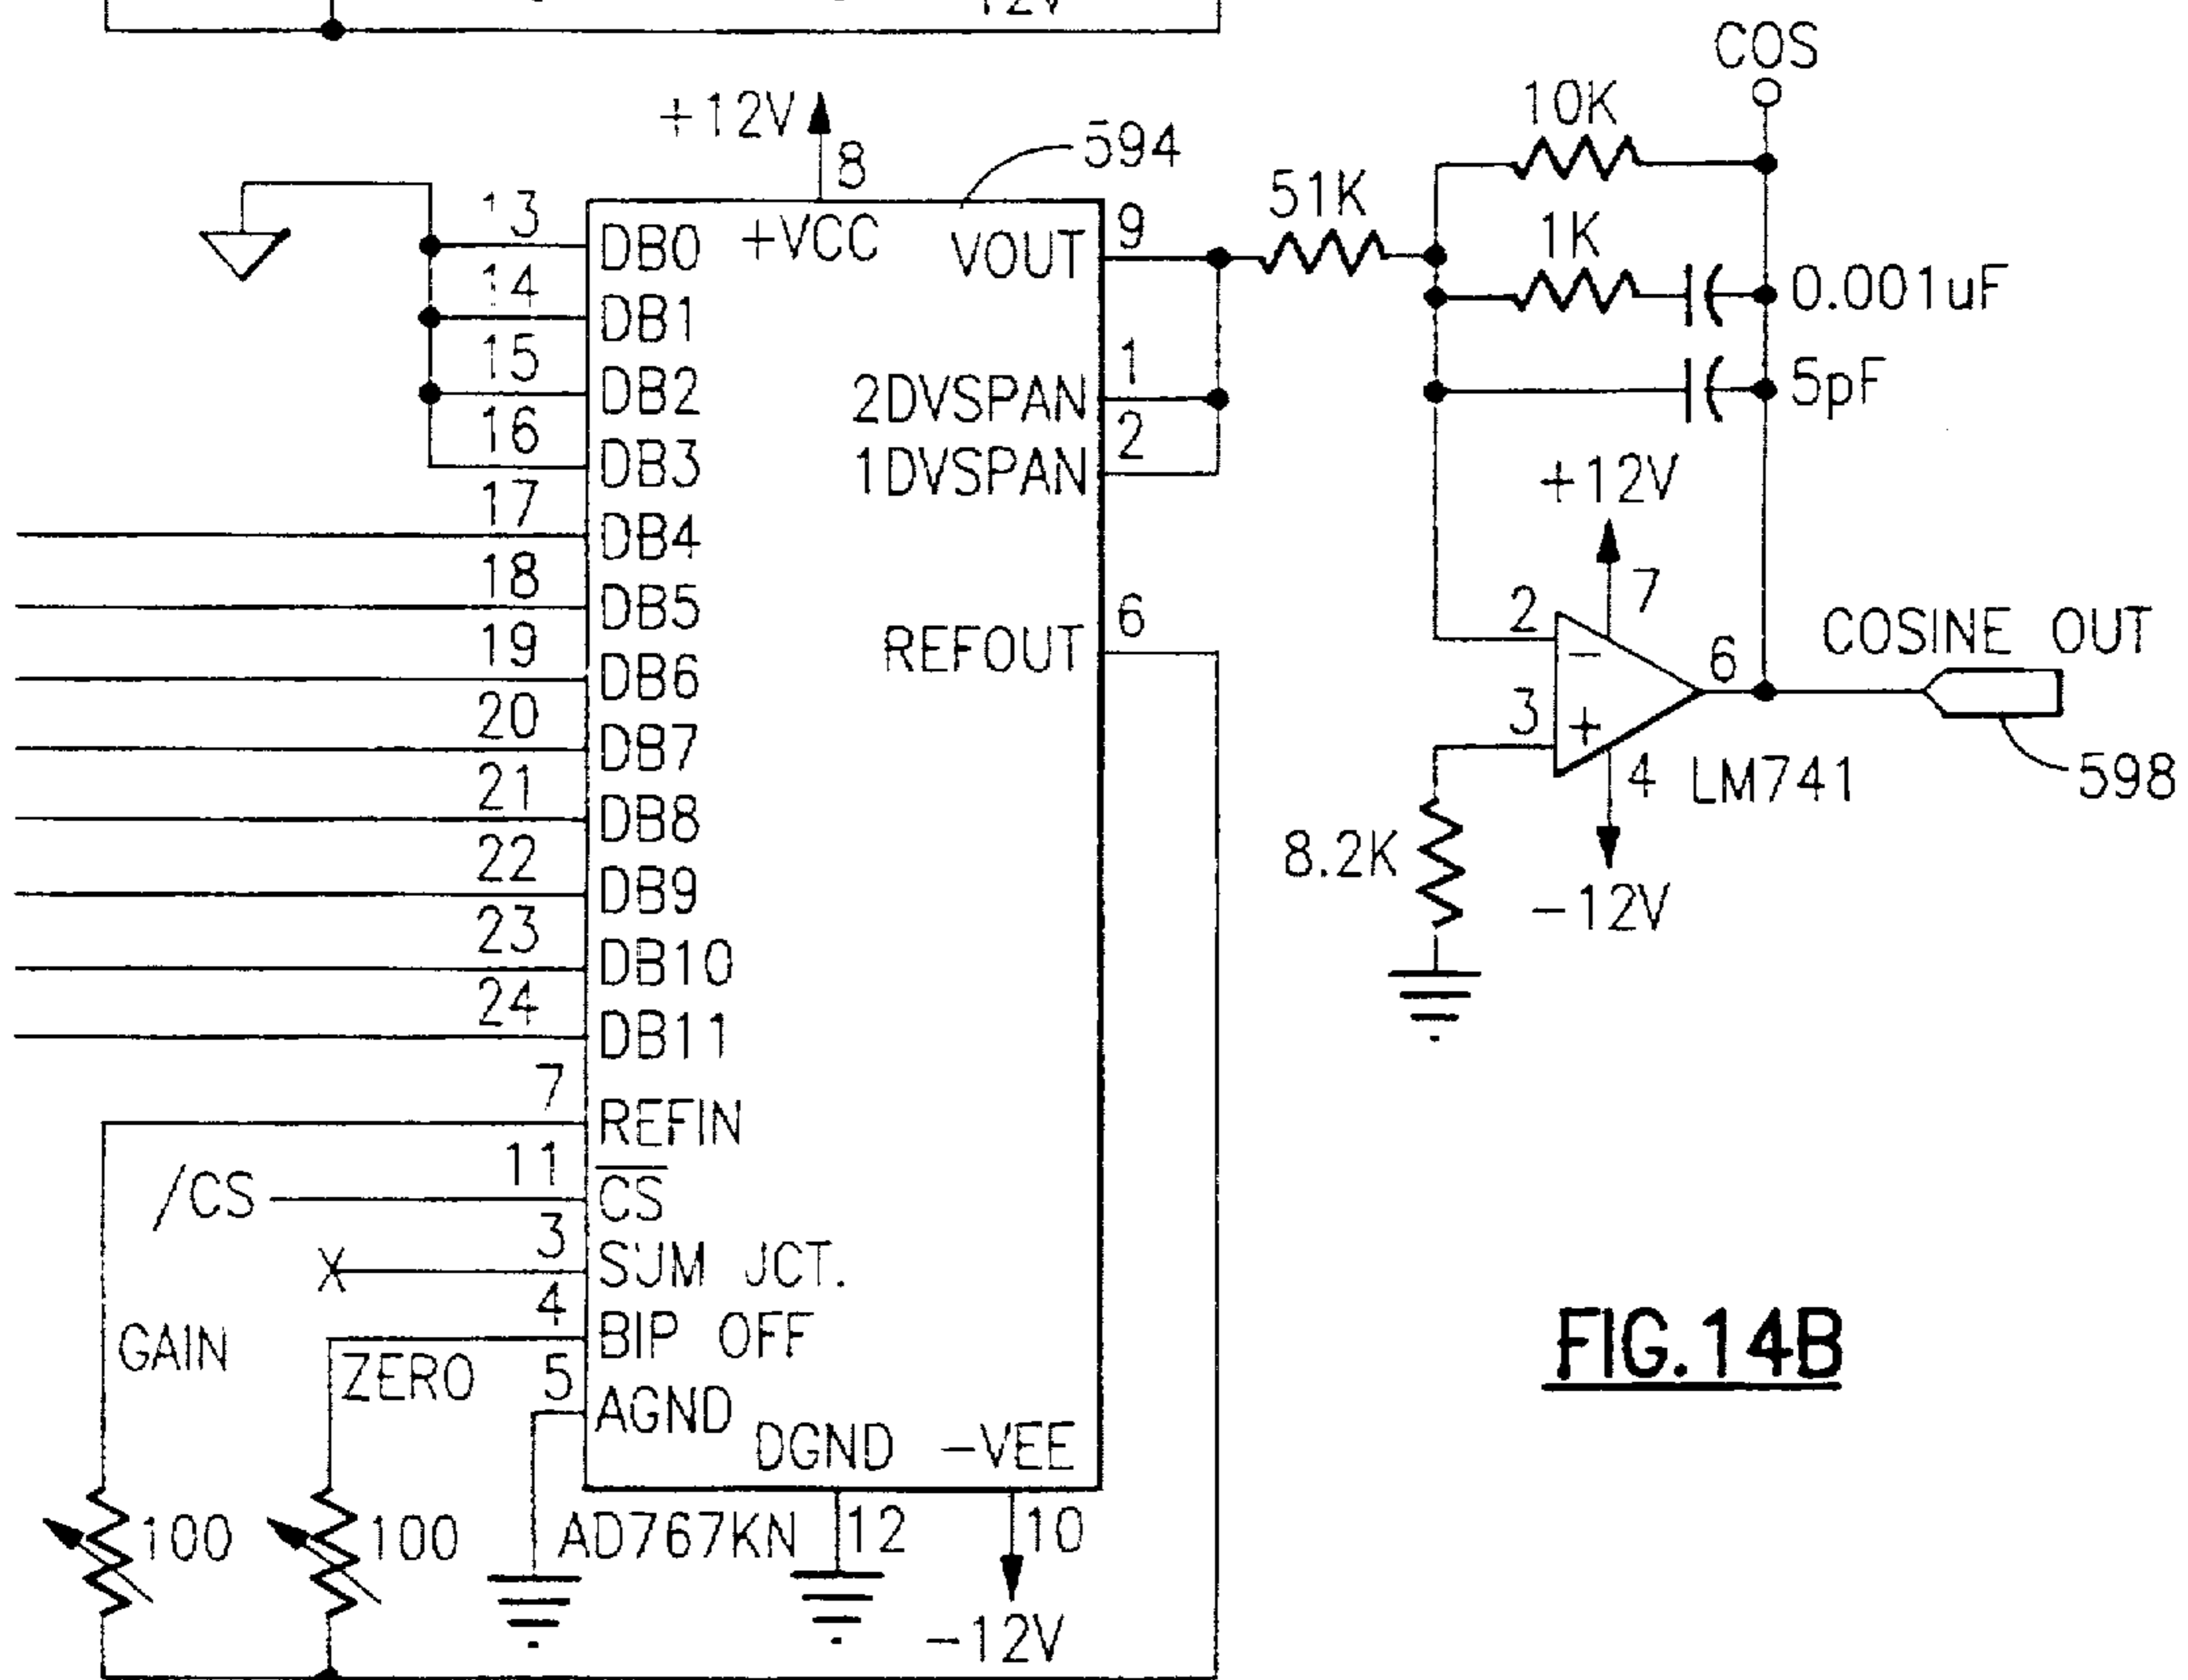 12V
COS
+12V
8
594
10K
51K
1K
0.001uF
5pF
13
DB0
+VCC
VOUT
9
14
DB1
15
DB2
2DVSPAN
1
16
DB3
1DVSPAN
2
17
DB4
18
DB5
19
DB6
REFOUT
6
20
DB7
21
DB8
22
DB9
23
DB10
24
DB11
+12V
7
2
−
3
+
6
COSINE OUT
4
LM741
598
8.2K
−12V
7
REFIN
/CS
11
CS
3
X
SUM JCT.
4
BIP OFF
GAIN
ZERO
5
AGND
DGND
−VEE
100
100
AD767KN
12
10
−12V
FIG.14B